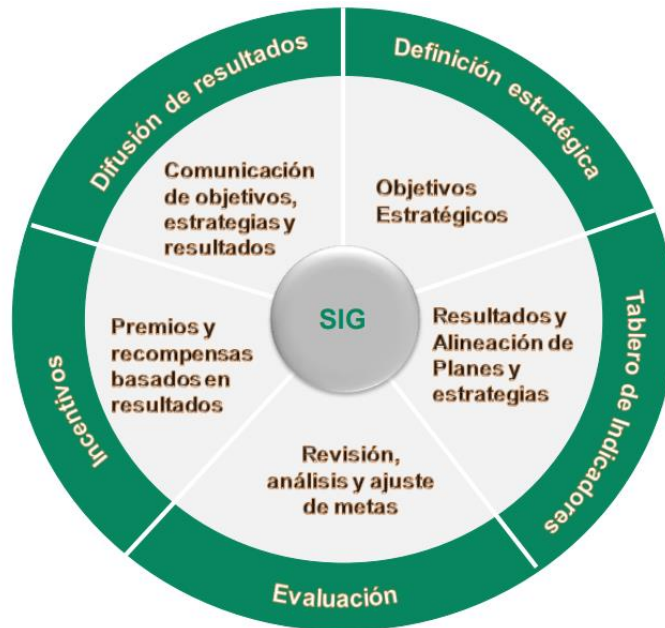 Difusión de resultados
Definición estratégica
Comunicación
de objetivos,
estrategias y
resultados
Objetivos
Estratégicos
SIG
Premios y
recompensas
basados en
resultados
Resultados y
Alineación de
Planes y
estrategias
Revisión,
análisis y ajuste
de metas
Incentivos
Tablero de Indicadores
Evaluación